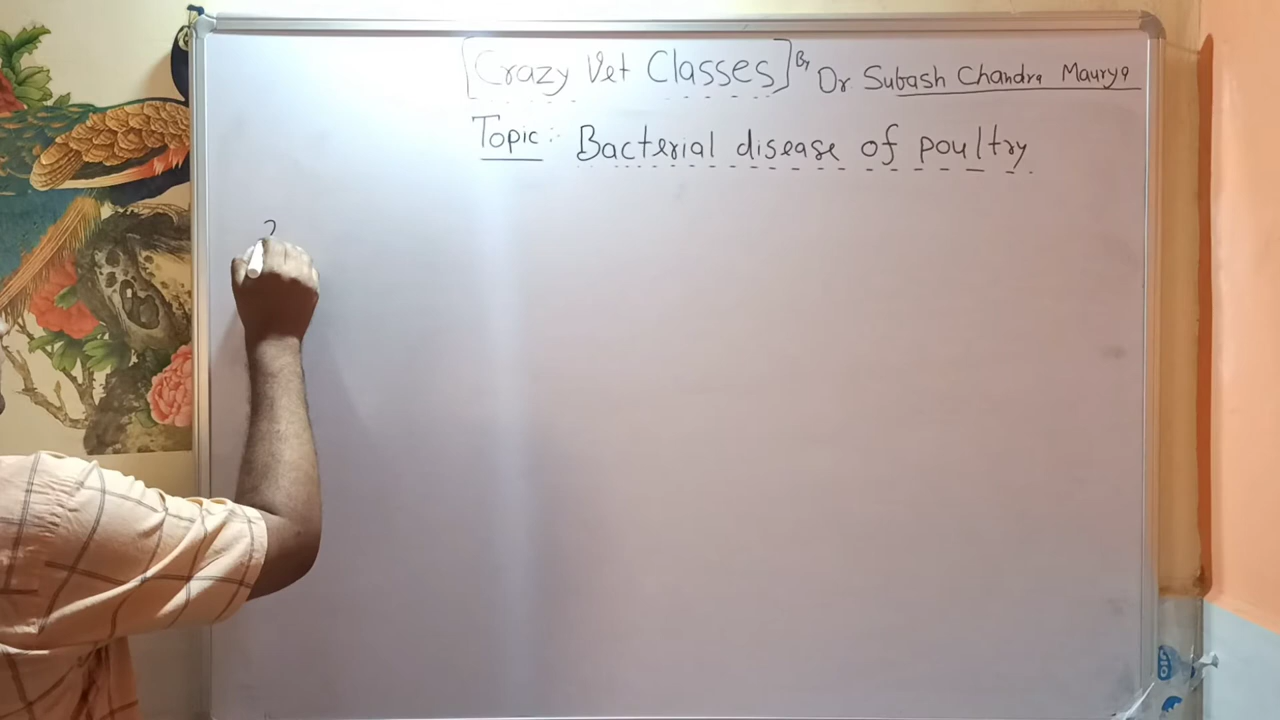 [Crazy Vet Classes] By Dr Subash Chandra Maurya
Topic:- Bacterial disease of poultry